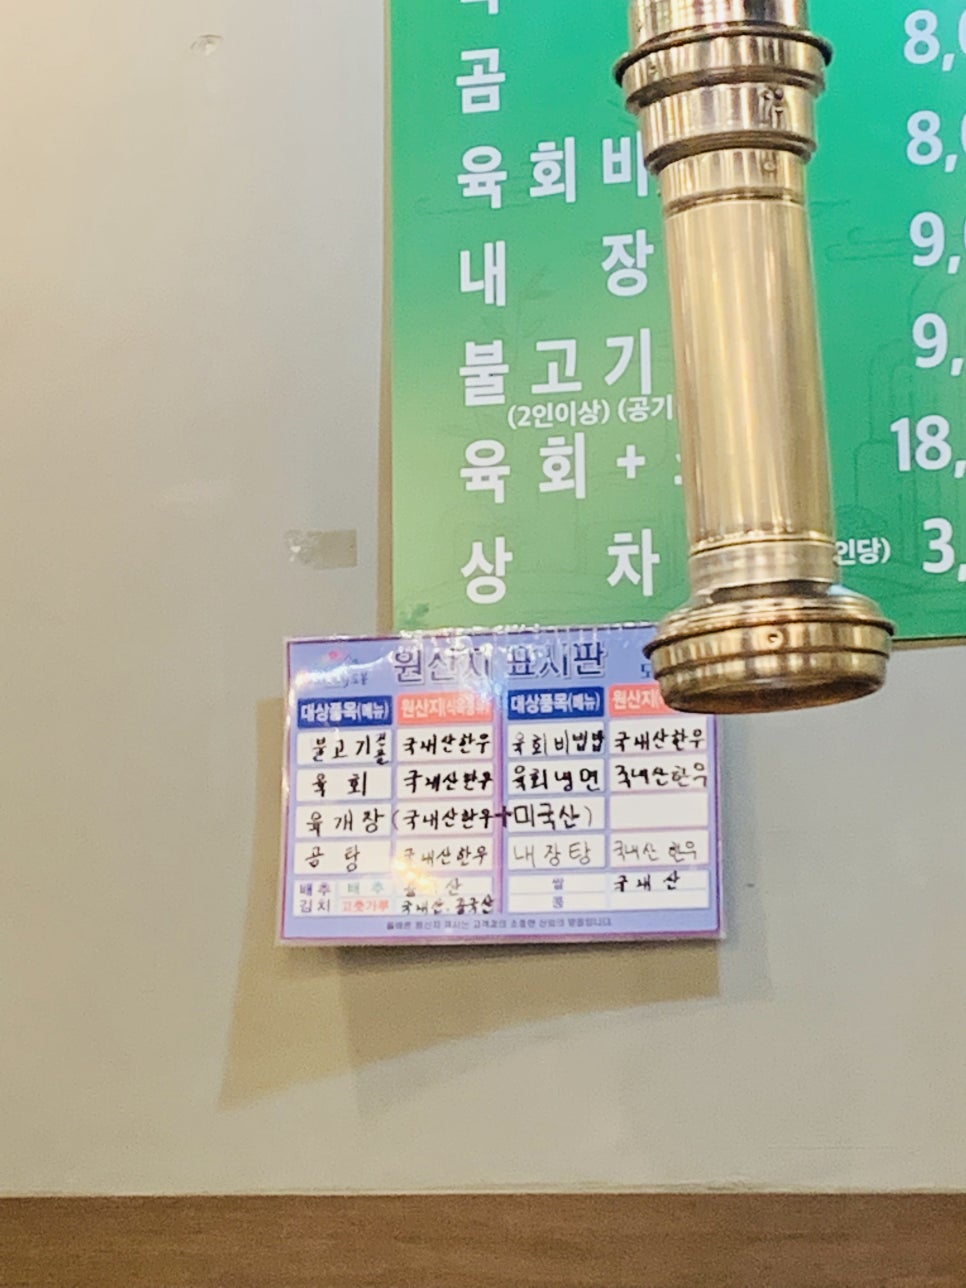 곰 8,
육회비 8,
내 장 9,
불고기 9,
(2인이상) (공기
육회+ 18,
상 차 인당) 3,
원산지 표시판
대상품목(메뉴) 원산지 대상품목(메뉴) 원산지
불고기전골 국내산한우 육회비빔밥 국내산한우
육회 국내산한우 육회냉면 국내산한우
육개장 (국내산한우+미국산)
곰탕 국내산한우 내장탕 국내산 한우
배추 배추 산 쌀 국내산
김치 고춧가루 국내산·중국산 콩